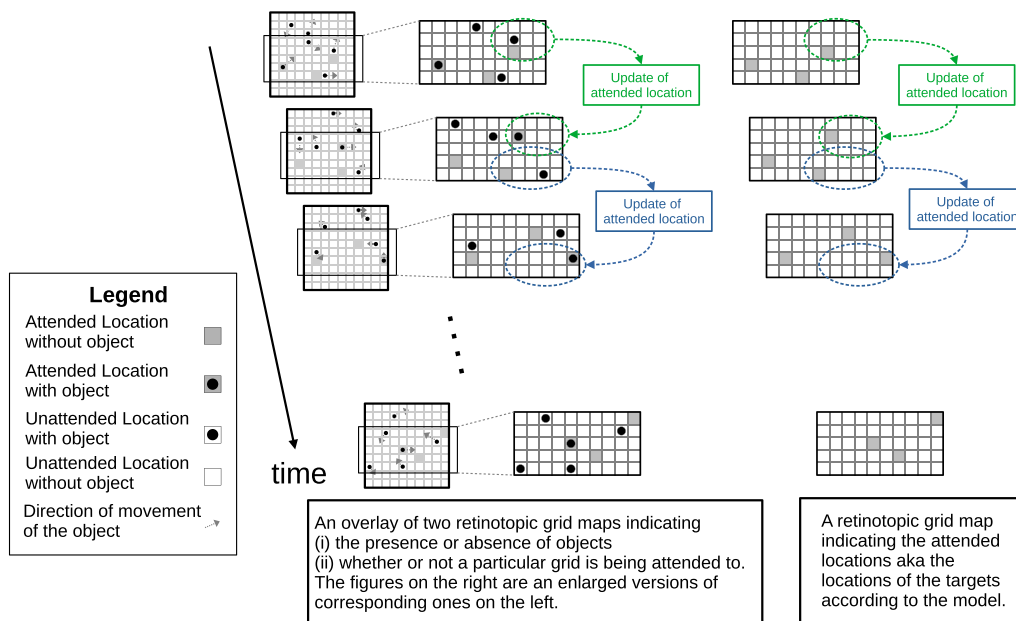 Update of
attended location
Update of
attended location
Update of
attended location
Update of
attended location
Legend
Attended Location
without object
Attended Location
with object
Unattended Location
with object
Unattended Location
without object
Direction of movement
of the object
time
An overlay of two retinotopic grid maps indicating
(i) the presence or absence of objects
(ii) whether or not a particular grid is being attended to.
The figures on the right are an enlarged versions of
corresponding ones on the left.
A retinotopic grid map
indicating the attended
locations aka the
locations of the targets
according to the model.